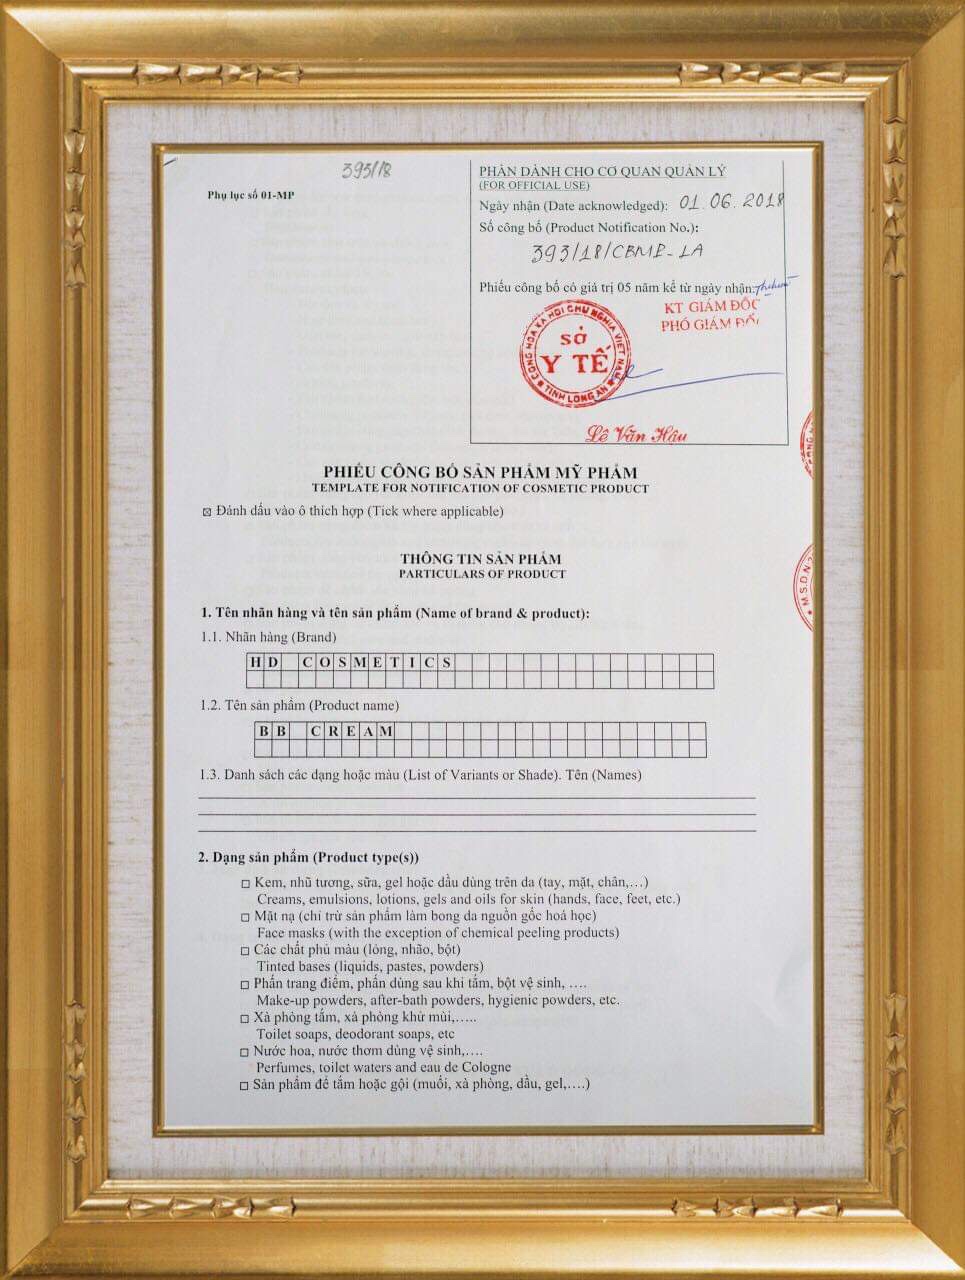 393/18
Phụ lục số 01-MP
PHẦN DÀNH CHO CƠ QUAN QUẢN LÝ
(FOR OFFICIAL USE)
Ngày nhận (Date acknowledged): 01.06.2018
Số công bố (Product Notification No.):
393/18/CBMP-LA
Phiếu công bố có giá trị 05 năm kể từ ngày nhận
KT GIÁM ĐỐC
PHÓ GIÁM ĐỐC
CỘNG HÒA XÃ HỘI CHỦ NGHĨA VIỆT NAM
SỞ
Y TẾ
★ TỈNH LONG AN ★
Lê Văn Hậu
PHIẾU CÔNG BỐ SẢN PHẨM MỸ PHẨM
TEMPLATE FOR NOTIFICATION OF COSMETIC PRODUCT
☒ Đánh dấu vào ô thích hợp (Tick where applicable)
THÔNG TIN SẢN PHẨM
PARTICULARS OF PRODUCT
M.S.D.N
1. Tên nhãn hàng và tên sản phẩm (Name of brand & product):
1.1. Nhãn hàng (Brand)
HD COSMETICS
1.2. Tên sản phẩm (Product name)
BB CREAM
1.3. Danh sách các dạng hoặc màu (List of Variants or Shade). Tên (Names)
2. Dạng sản phẩm (Product type(s))
□ Kem, nhũ tương, sữa, gel hoặc dầu dùng trên da (tay, mặt, chân,…)
Creams, emulsions, lotions, gels and oils for skin (hands, face, feet, etc.)
□ Mặt nạ (chỉ trừ sản phẩm làm bong da nguồn gốc hoá học)
Face masks (with the exception of chemical peeling products)
□ Các chất phủ màu (lỏng, nhão, bột)
Tinted bases (liquids, pastes, powders)
□ Phấn trang điểm, phấn dùng sau khi tắm, bột vệ sinh, ….
Make-up powders, after-bath powders, hygienic powders, etc.
□ Xà phòng tắm, xà phòng khử mùi,…..
Toilet soaps, deodorant soaps, etc
□ Nước hoa, nước thơm dùng vệ sinh,….
Perfumes, toilet waters and eau de Cologne
□ Sản phẩm để tắm hoặc gội (muối, xà phòng, dầu, gel,….)